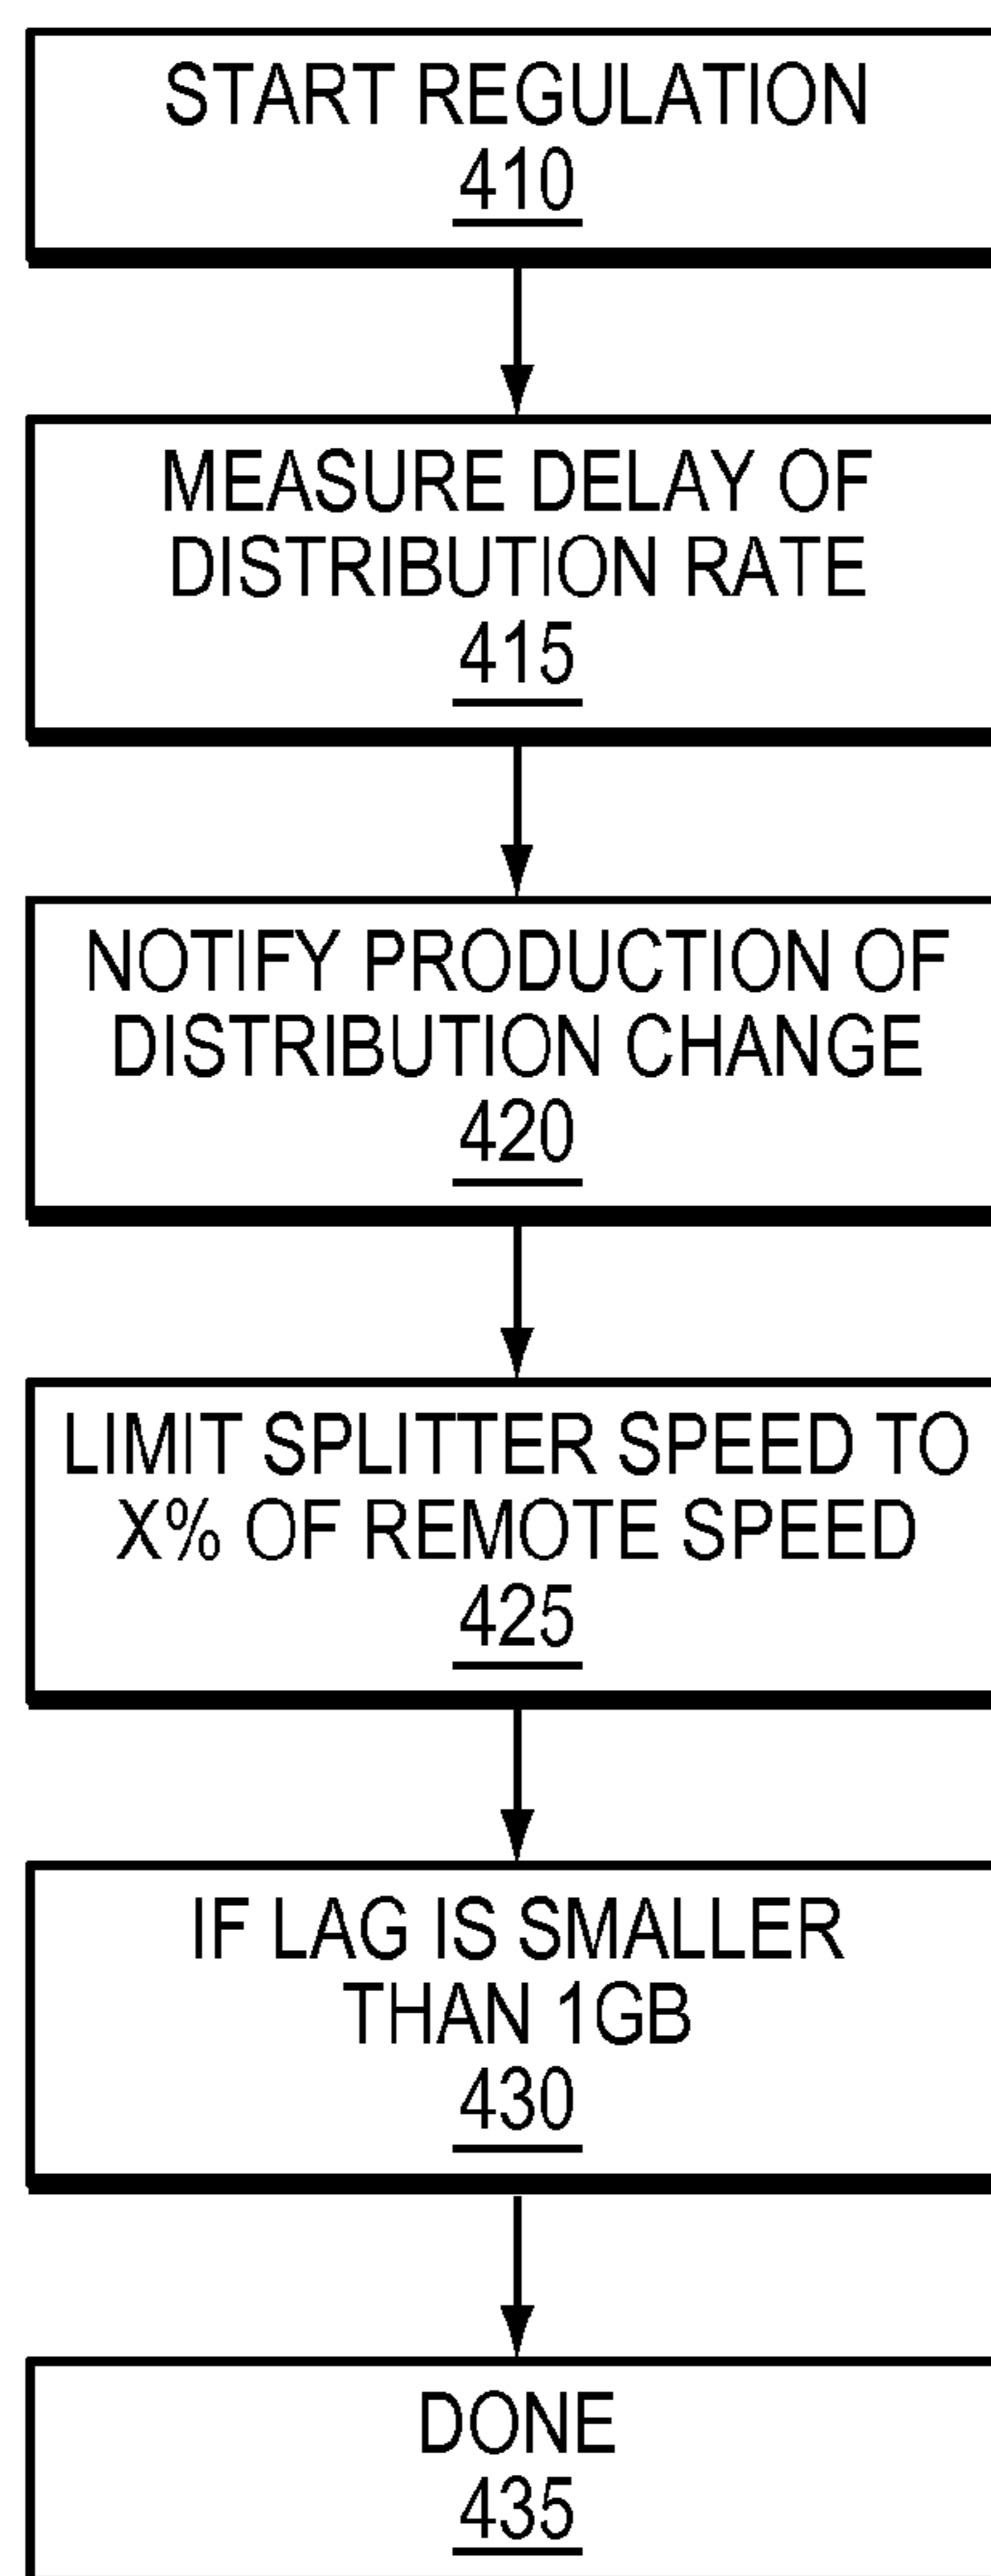 START REGULATION
410
MEASURE DELAY OF
DISTRIBUTION RATE
415
NOTIFY PRODUCTION OF
DISTRIBUTION CHANGE
420
LIMIT SPLITTER SPEED TO
X% OF REMOTE SPEED
425
IF LAG IS SMALLER
THAN 1GB
430
DONE
435